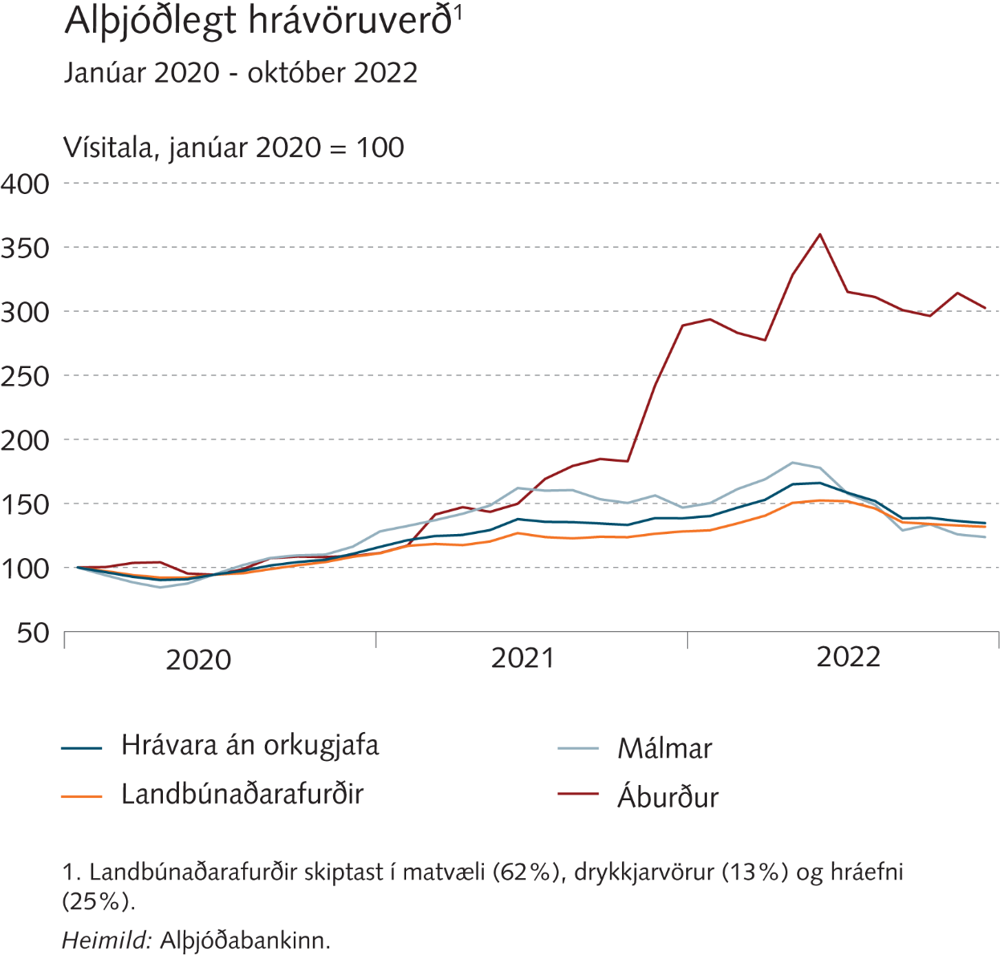 Alþjóðlegt hrávöruverð¹
Janúar 2020 - október 2022
Vísitala, janúar 2020 = 100
400
350
300
250
200
150
100
50
2020
2021
2022
Hrávara án orkugjafa
Málmar
Landbúnaðarafurðir
Áburður
1. Landbúnaðarafurðir skiptast í matvæli (62%), drykkjarvörur (13%) og hráefni
(25%).
Heimild: Alþjóðabankinn.